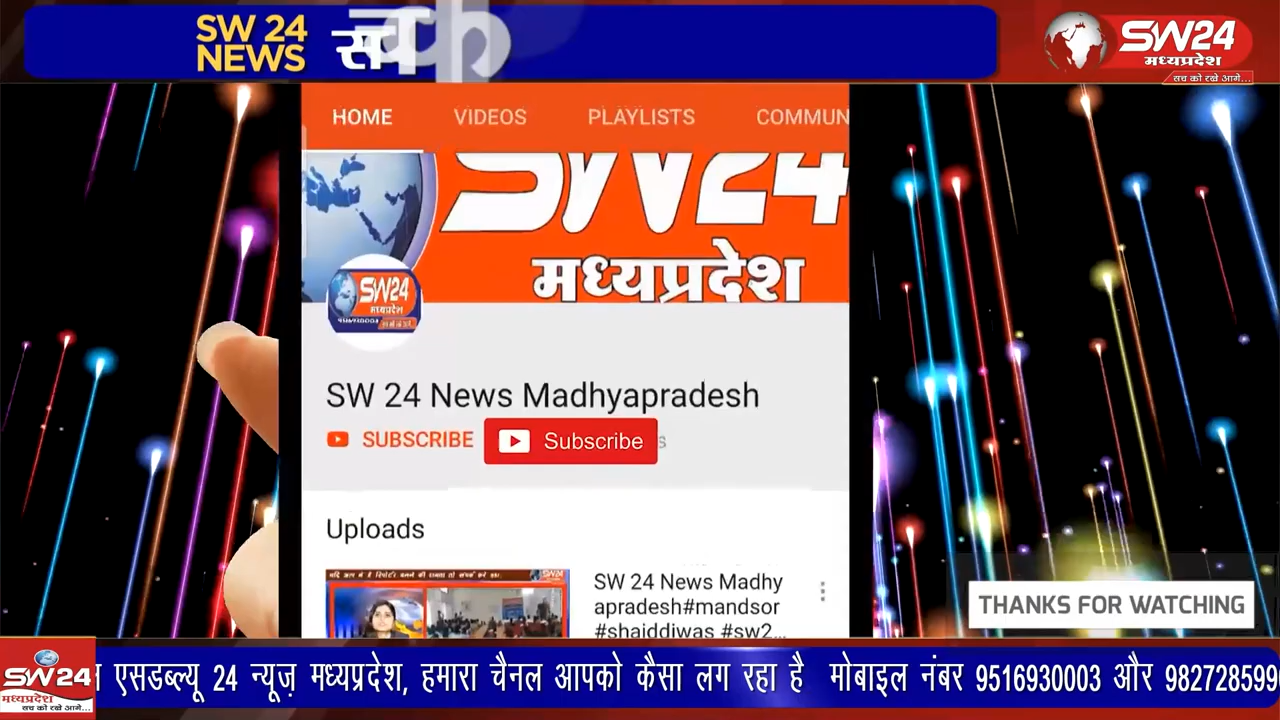 SW 24
NEWS
SW24
मध्यप्रदेश
सच को रखे आगे...
HOME VIDEOS PLAYLISTS COMMUN
SW24
मध्यप्रदेश
SW24
मध्यप्रदेश
SW 24 News Madhyapradesh
SUBSCRIBE Subscribe s
Uploads
SW 24 News Madhy
apradesh#mandsor
#shaiddiwas #sw2...
THANKS FOR WATCHING
SW24
मध्यप्रदेश
सच को रखे आगे...
एसडब्ल्यू 24 न्यूज़ मध्यप्रदेश, हमारा चैनल आपको कैसा लग रहा है मोबाइल नंबर 9516930003 और 982728599